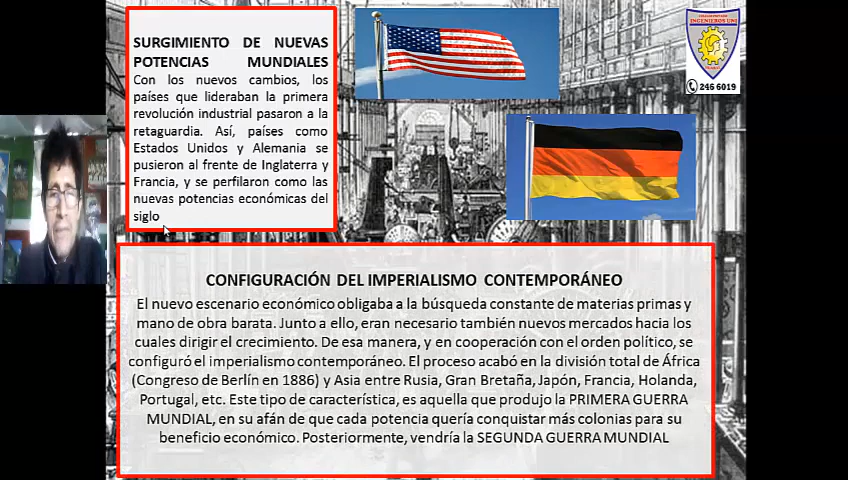 SURGIMIENTO DE NUEVAS
POTENCIAS MUNDIALES
Con los nuevos cambios, los
países que lideraban la primera
revolución industrial pasaron a la
retaguardia. Así, países como
Estados Unidos y Alemania se
pusieron al frente de Inglaterra y
Francia, y se perfilaron como las
nuevas potencias económicas del
siglo
INGENIEROS UNI
246 6019
CONFIGURACIÓN DEL IMPERIALISMO CONTEMPORÁNEO
El nuevo escenario económico obligaba a la búsqueda constante de materias primas y
mano de obra barata. Junto a ello, eran necesario también nuevos mercados hacia los
cuales dirigir el crecimiento. De esa manera, y en cooperación con el orden político, se
configuró el imperialismo contemporáneo. El proceso acabó en la división total de África
(Congreso de Berlín en 1886) y Asia entre Rusia, Gran Bretaña, Japón, Francia, Holanda,
Portugal, etc. Este tipo de característica, es aquella que produjo la PRIMERA GUERRA
MUNDIAL, en su afán de que cada potencia quería conquistar más colonias para su
beneficio económico. Posteriormente, vendría la SEGUNDA GUERRA MUNDIAL